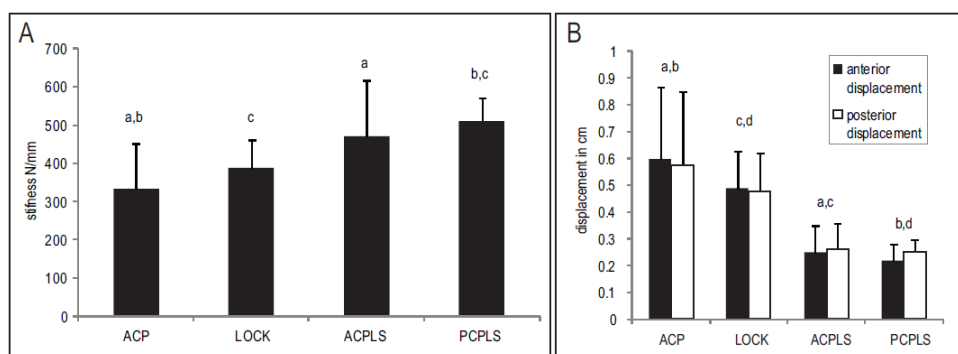 A
stifness N/mm
700
600
500
400
300
200
100
0
a,b
c
a
b,c
ACP LOCK ACPLS PCPLS
B
displacement in cm
1
0.9
0.8
0.7
0.6
0.5
0.4
0.3
0.2
0.1
0
anterior
displacement
posterior
displacement
a,b
c,d
a,c
b,d
ACP LOCK ACPLS PCPLS